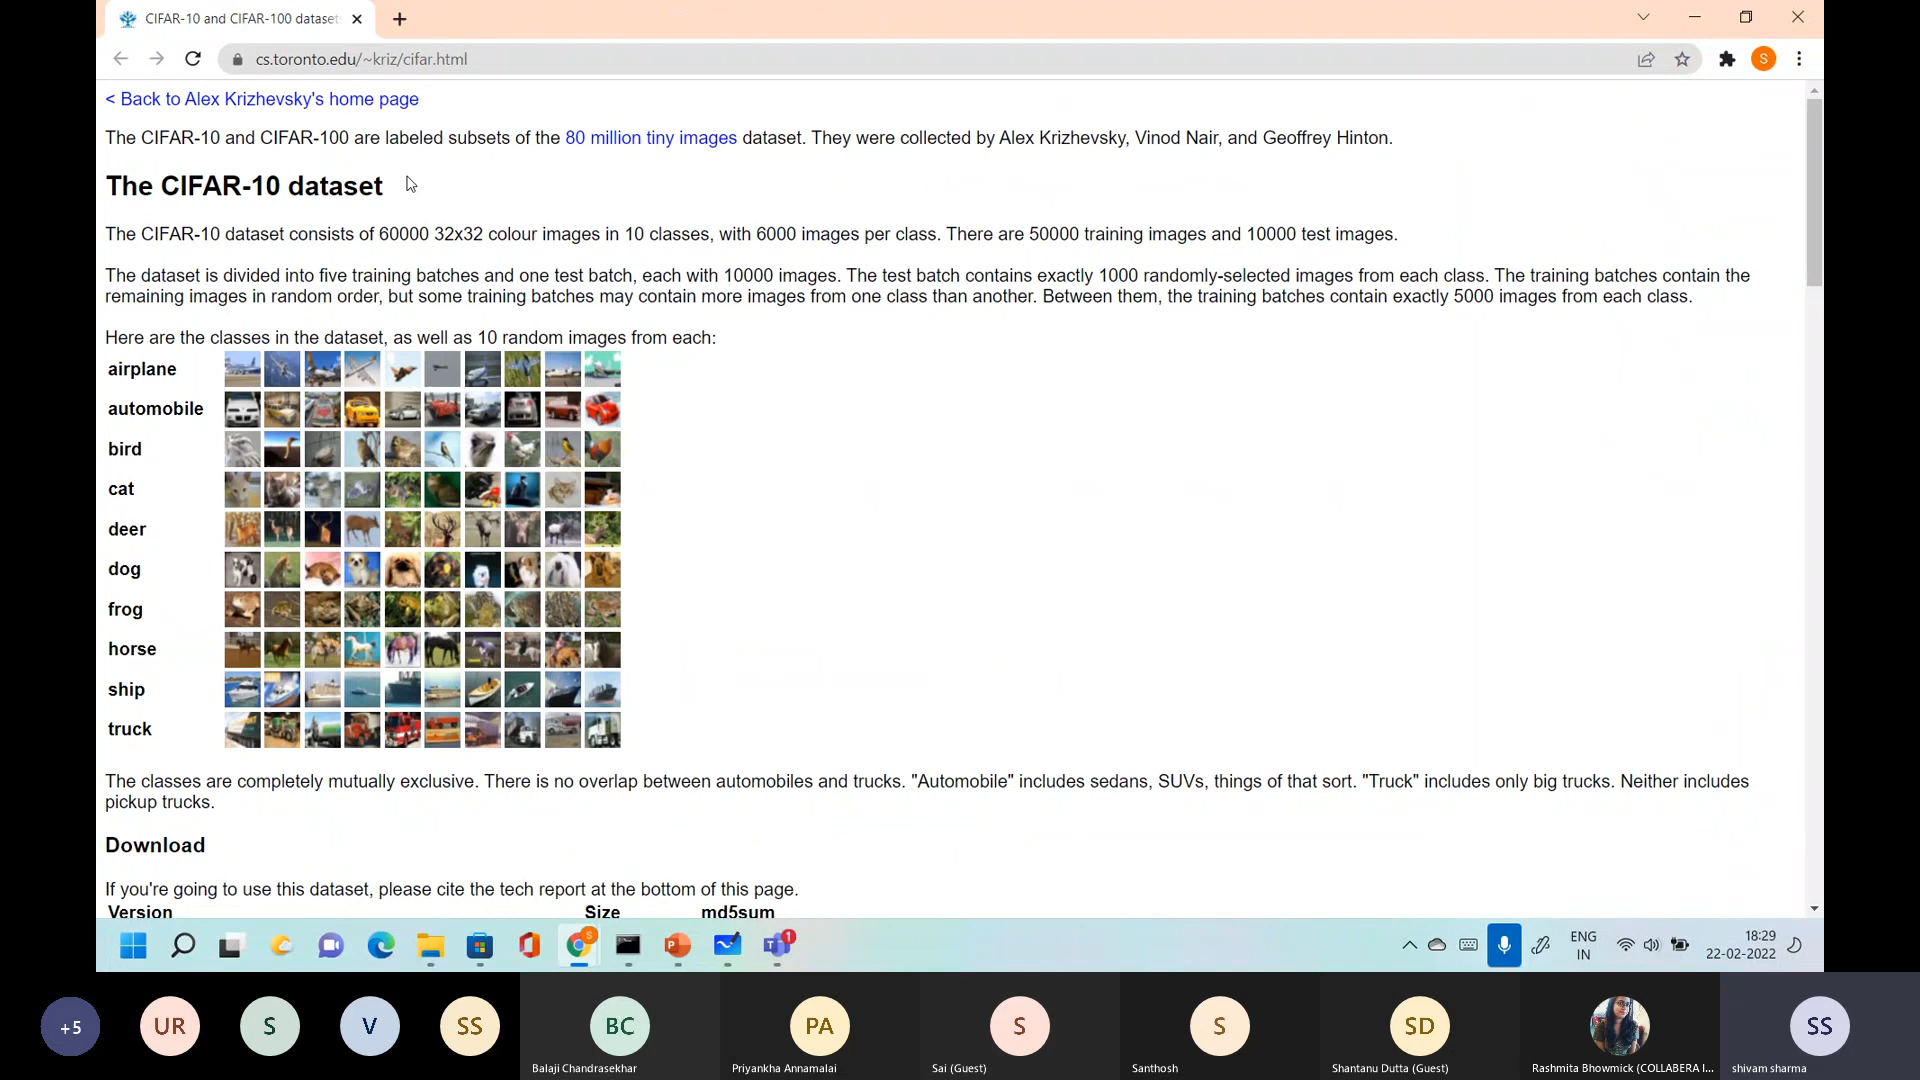 CIFAR-10 and CIFAR-100 dataset
cs.toronto.edu/~kriz/cifar.html
S
< Back to Alex Krizhevsky's home page
The CIFAR-10 and CIFAR-100 are labeled subsets of the 80 million tiny images dataset. They were collected by Alex Krizhevsky, Vinod Nair, and Geoffrey Hinton.
The CIFAR-10 dataset
The CIFAR-10 dataset consists of 60000 32x32 colour images in 10 classes, with 6000 images per class. There are 50000 training images and 10000 test images.
The dataset is divided into five training batches and one test batch, each with 10000 images. The test batch contains exactly 1000 randomly-selected images from each class. The training batches contain the
remaining images in random order, but some training batches may contain more images from one class than another. Between them, the training batches contain exactly 5000 images from each class.
Here are the classes in the dataset, as well as 10 random images from each:
airplane
automobile
bird
cat
deer
dog
frog
horse
ship
truck
The classes are completely mutually exclusive. There is no overlap between automobiles and trucks. "Automobile" includes sedans, SUVs, things of that sort. "Truck" includes only big trucks. Neither includes
pickup trucks.
Download
If you're going to use this dataset, please cite the tech report at the bottom of this page.
Version Size md5sum
S
1
ENG
IN
18:29
22-02-2022
+5
UR
S
V
SS
BC
PA
S
S
SD
SS
Balaji Chandrasekhar
Priyankha Annamalai
Sai (Guest)
Santhosh
Shantanu Dutta (Guest)
Rashmita Bhowmick (COLLABERA I...
shivam sharma